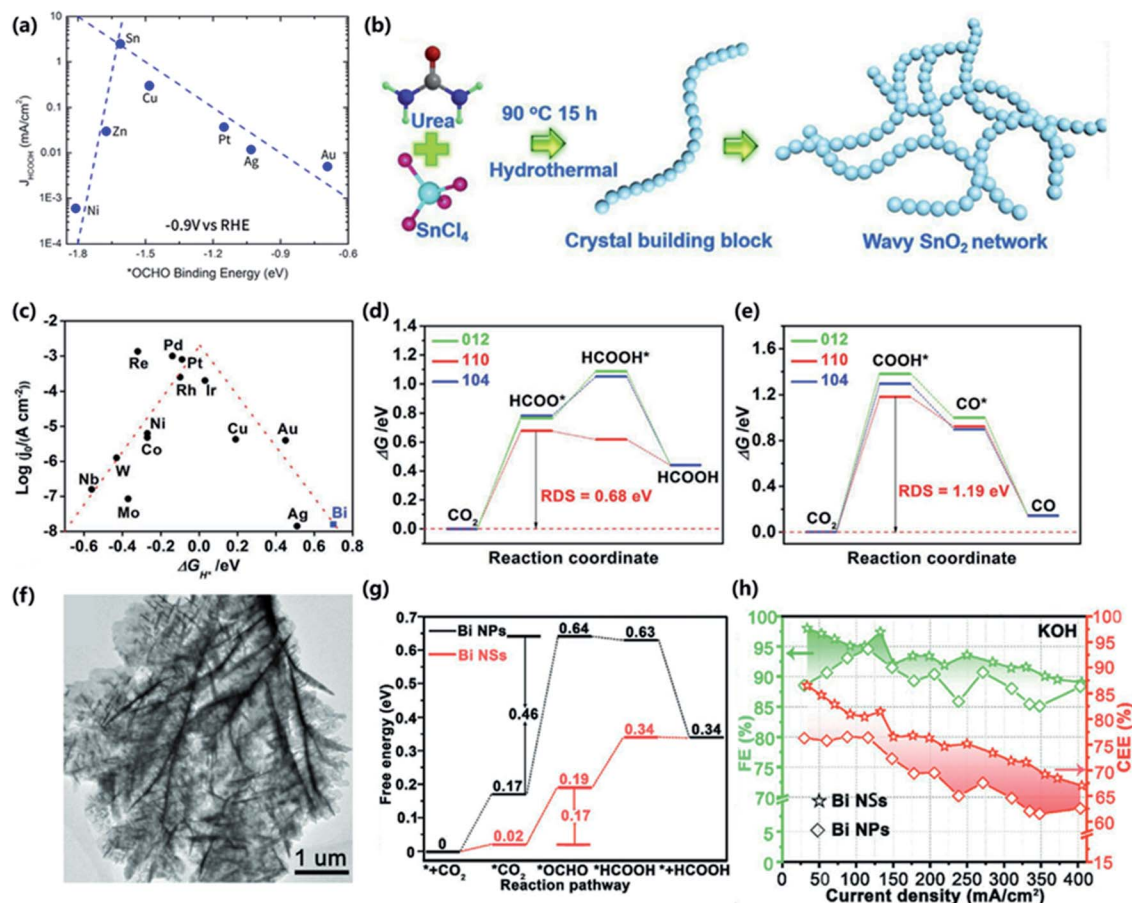 (a)
J_HCOOH (mA/cm²)
10
1
0.1
0.01
1E-3
1E-4
Sn
Cu
Zn
Pt
Ag
Au
Ni
-0.9V vs RHE
-1.8 -1.5 -1.2 -0.9 -0.6
*OCHO Binding Energy (eV)
(b)
Urea
SnCl₄
90 °C 15 h
Hydrothermal
Crystal building block
Wavy SnO₂ network
(c)
Log (j₀/(A cm⁻²))
-2
-3
-4
-5
-6
-7
-8
Re
Pd
Pt
Rh
Ir
Ni
Co
Cu
Au
W
Nb
Mo
Ag
Bi
-0.6 -0.4 -0.2 0.0 0.2 0.4 0.6 0.8
ΔG_H* /eV
(d)
ΔG /eV
1.4
1.2
1.0
0.8
0.6
0.4
0.2
0.0
012
110
104
HCOOH*
HCOO*
HCOOH
RDS = 0.68 eV
CO₂
Reaction coordinate
(e)
ΔG /eV
1.6
1.4
1.2
1.0
0.8
0.6
0.4
0.2
0.0
012
110
104
COOH*
CO*
RDS = 1.19 eV
CO₂
CO
Reaction coordinate
(f)
1 um
(g)
Free energy (eV)
0.7
0.6
0.5
0.4
0.3
0.2
0.1
0
Bi NPs
Bi NSs
0.64
0.63
0.46
0.34
0.34
0.17
0.19
0.17
0.02
0
*+CO₂ *CO₂ *OCHO *HCOOH *+HCOOH
Reaction pathway
(h)
FE (%)
100
95
90
85
80
75
70
5
0
KOH
Bi NSs
Bi NPs
CEE (%)
100
95
90
85
80
75
70
65
60
15
50 100 150 200 250 300 350 400
Current density (mA/cm²)